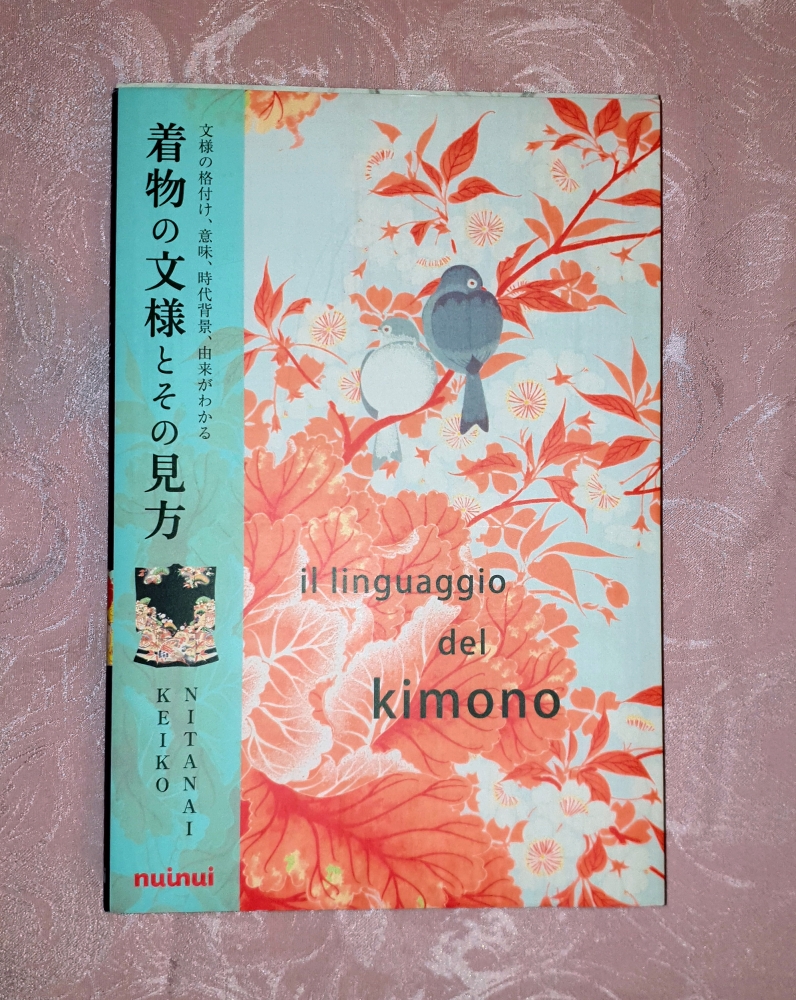 文様の格付け、意味、時代背景、由来がわかる
着物の文様とその見方
KEIKO
NITANAI
nuinui
il linguaggio
del
kimono